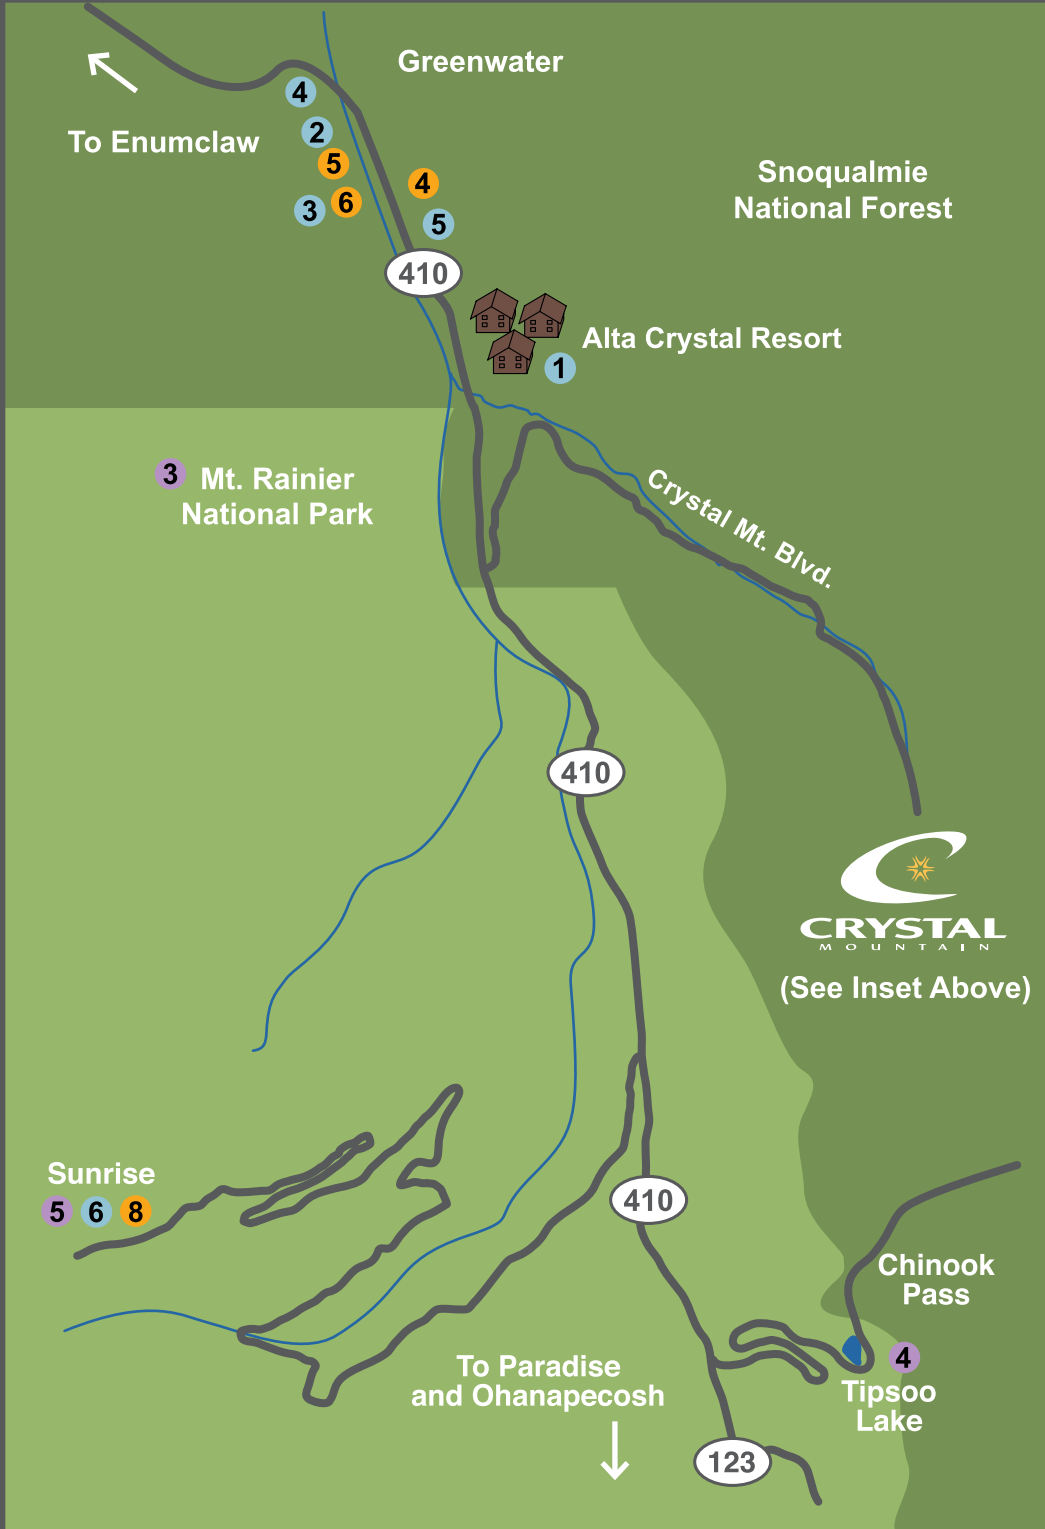 Greenwater
4
To Enumclaw
2
5
Snoqualmie
National Forest
4
6
3
5
410
Alta Crystal Resort
1
3
Mt. Rainier
National Park
Crystal Mt. Blvd.
410
CRYSTAL
MOUNTAIN
(See Inset Above)
Sunrise
5 6 8
410
Chinook
Pass
4
Tipsoo
Lake
To Paradise
and Ohanapecosh
123